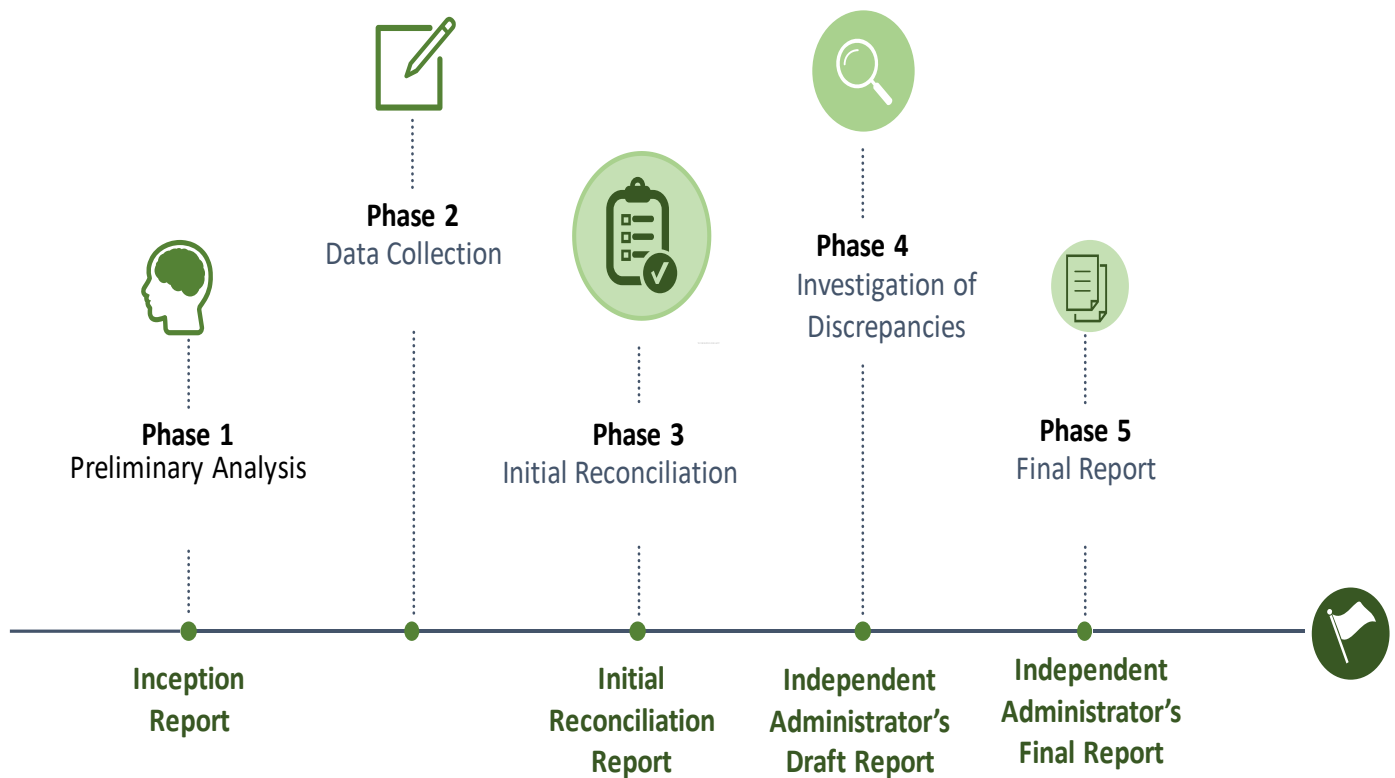 Phase 1
Preliminary Analysis
Phase 2
Data Collection
Phase 3
Initial Reconciliation
Phase 4
Investigation of
Discrepancies
Phase 5
Final Report
Inception
Report
Initial
Reconciliation
Report
Independent
Administrator’s
Draft Report
Independent
Administrator’s
Final Report